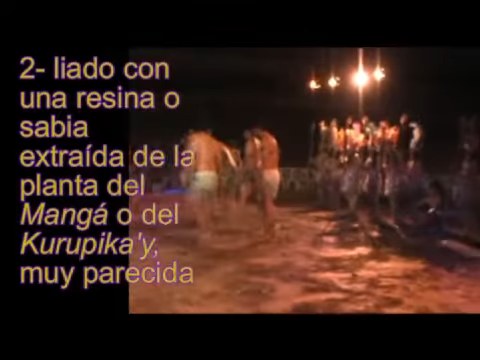 2- liado con
una resina o
sabia
extraída de la
planta del
Mangá o del
Kurupika'y,
muy parecida